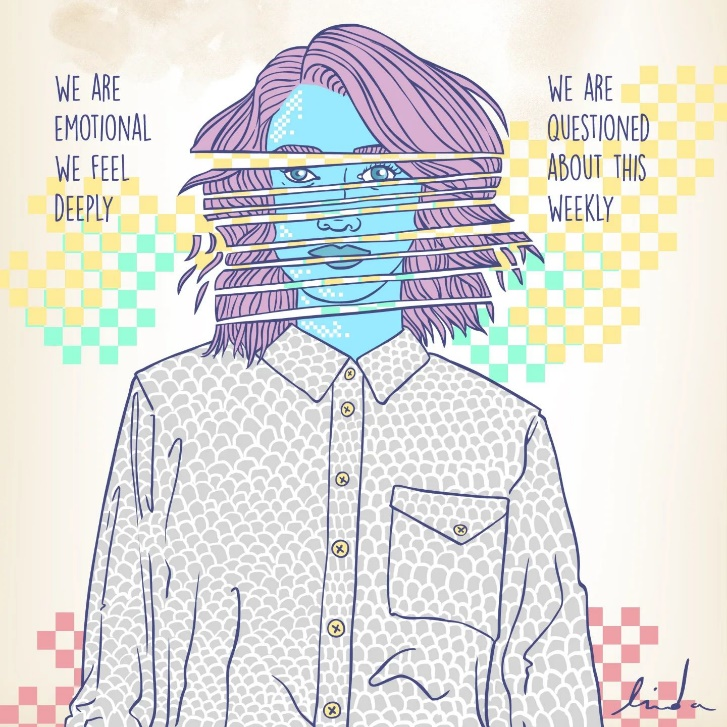 WE ARE
EMOTIONAL
WE FEEL
DEEPLY
WE ARE
QUESTIONED
ABOUT THIS
WEEKLY
linda